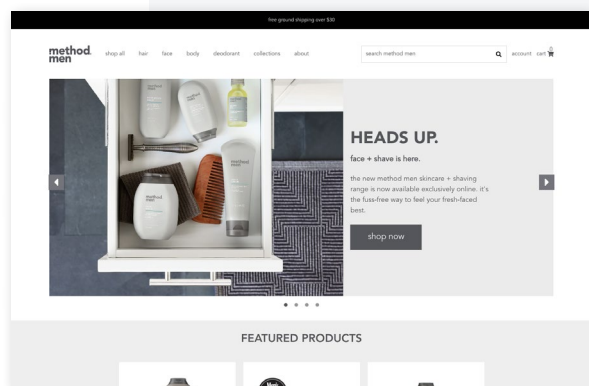 free ground shipping over $30
method.
men
shop all hair face body deodorant collections about
search method men
account cart
HEADS UP.
face + shave is here.
the new method men skincare + shaving
range is now available exclusively online. it's
the fuss-free way to feel your fresh-faced
best.
shop now
method
men
FEATURED PRODUCTS